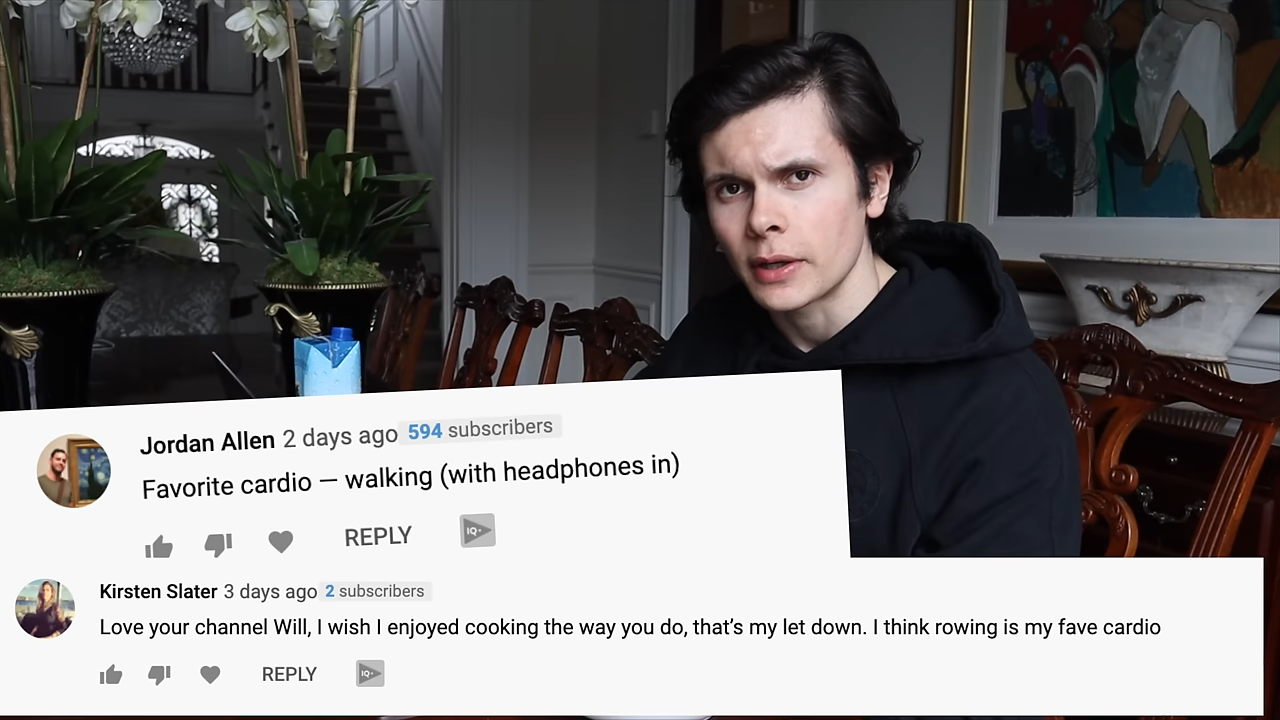 Jordan Allen 2 days ago 594 subscribers
Favorite cardio — walking (with headphones in)
REPLY IQ+
Kirsten Slater 3 days ago 2 subscribers
Love your channel Will, I wish I enjoyed cooking the way you do, that's my let down. I think rowing is my fave cardio
REPLY IQ+